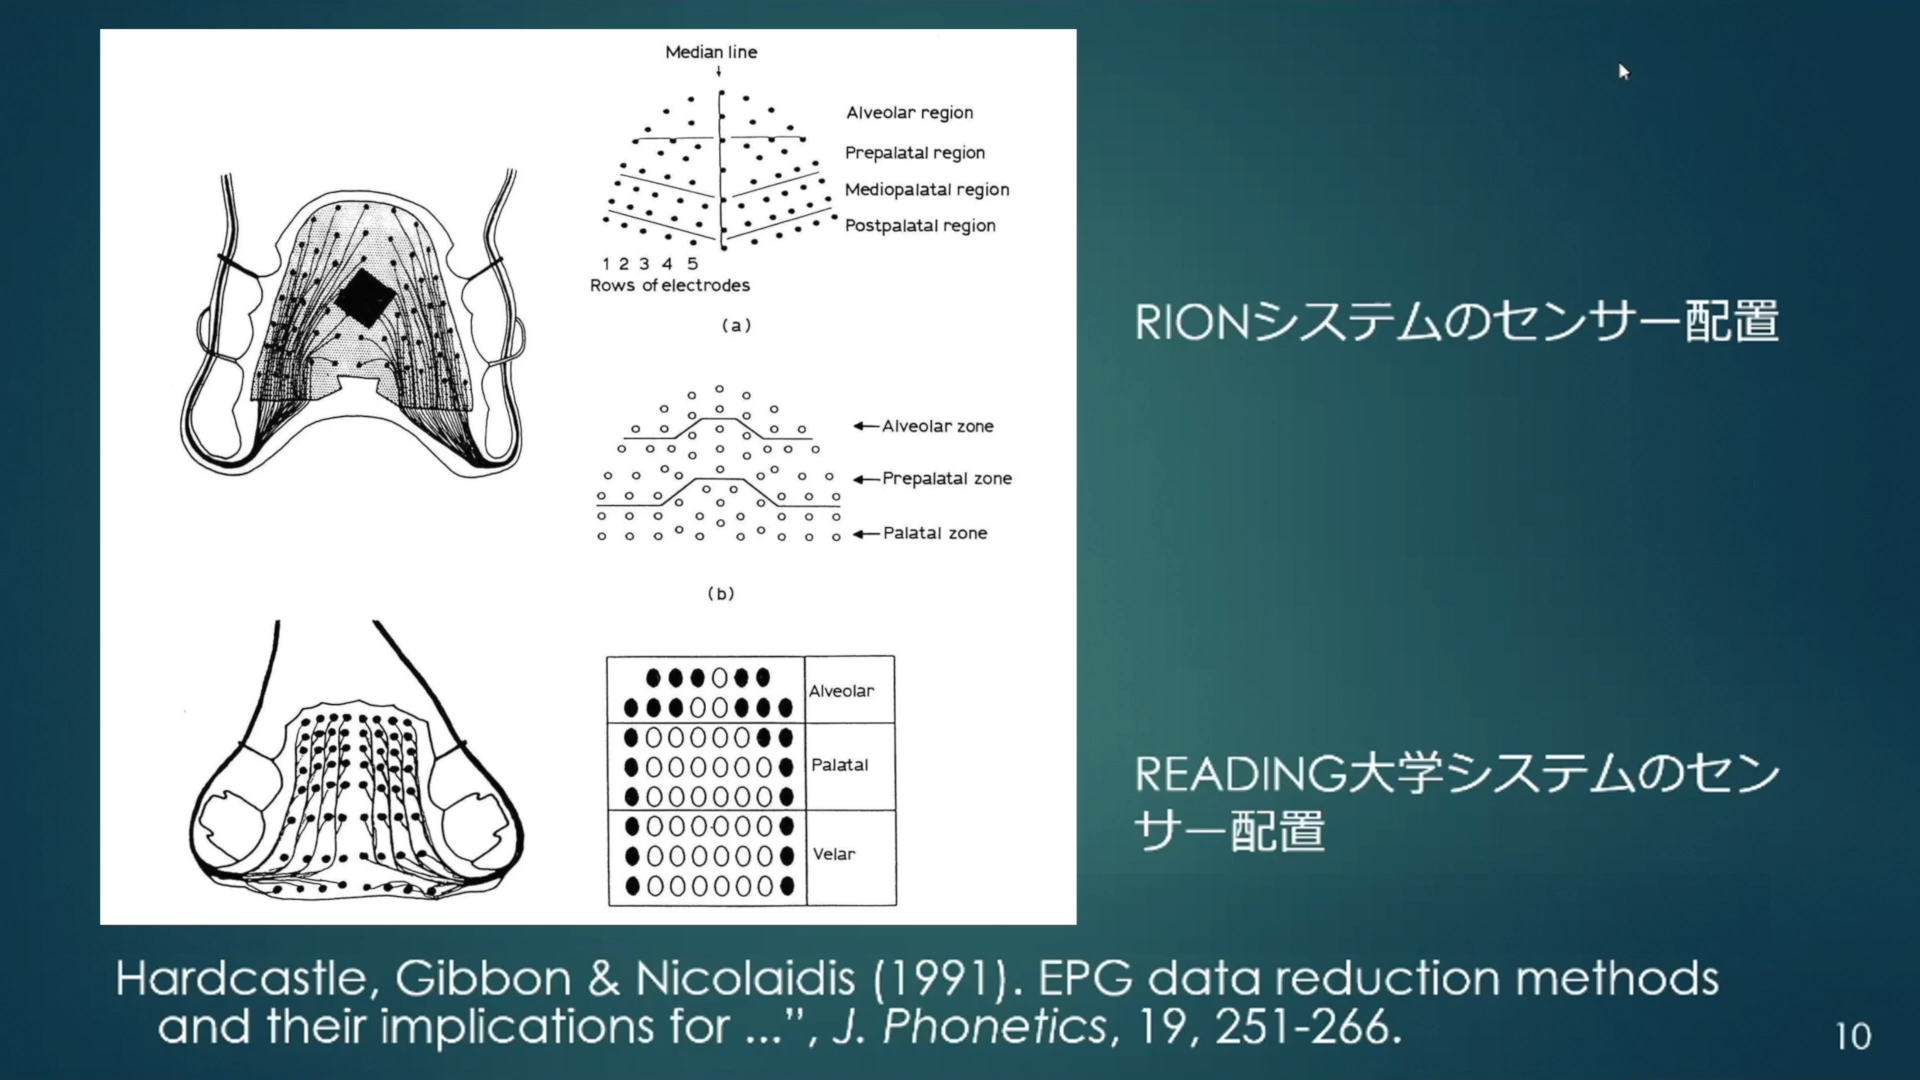 Median line
Alveolar region
Prepalatal region
Mediopalatal region
Postpalatal region
1 2 3 4 5
Rows of electrodes
(a)
Alveolar zone
Prepalatal zone
Palatal zone
(b)
Alveolar
Palatal
Velar
RIONシステムのセンサー配置
READING大学システムのセン
サー配置
Hardcastle, Gibbon & Nicolaidis (1991). EPG data reduction methods
and their implications for ...”, J. Phonetics, 19, 251-266.
10